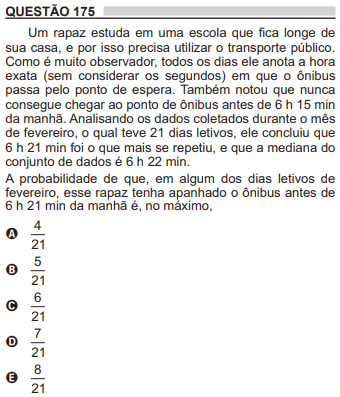 QUESTÃO 175
Um rapaz estuda em uma escola que fica longe de
sua casa, e por isso precisa utilizar o transporte público.
Como é muito observador, todos os dias ele anota a hora
exata (sem considerar os segundos) em que o ônibus
passa pelo ponto de espera. Também notou que nunca
consegue chegar ao ponto de ônibus antes de 6 h 15 min
da manhã. Analisando os dados coletados durante o mês
de fevereiro, o qual teve 21 dias letivos, ele concluiu que
6 h 21 min foi o que mais se repetiu, e que a mediana do
conjunto de dados é 6 h 22 min.
A probabilidade de que, em algum dos dias letivos de
fevereiro, esse rapaz tenha apanhado o ônibus antes de
6 h 21 min da manhã é, no máximo,
A 4/21
B 5/21
C 6/21
D 7/21
E 8/21